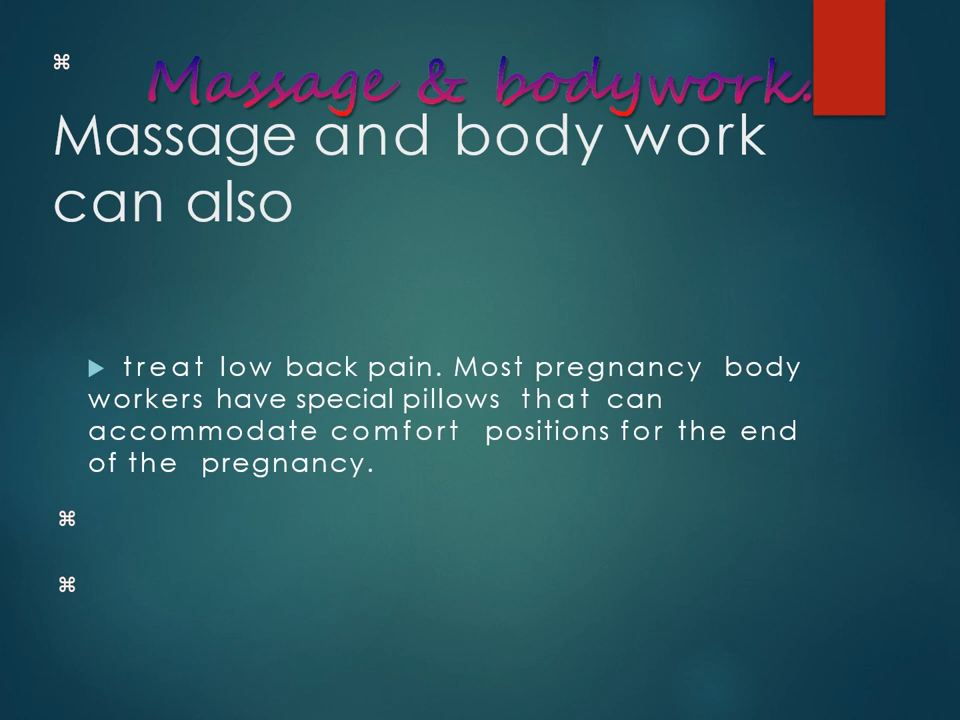 ⌘
Massage & bodywork.
Massage and body work
can also
▶ treat low back pain. Most pregnancy body
workers have special pillows that can
accommodate comfort positions for the end
of the pregnancy.
⌘
⌘